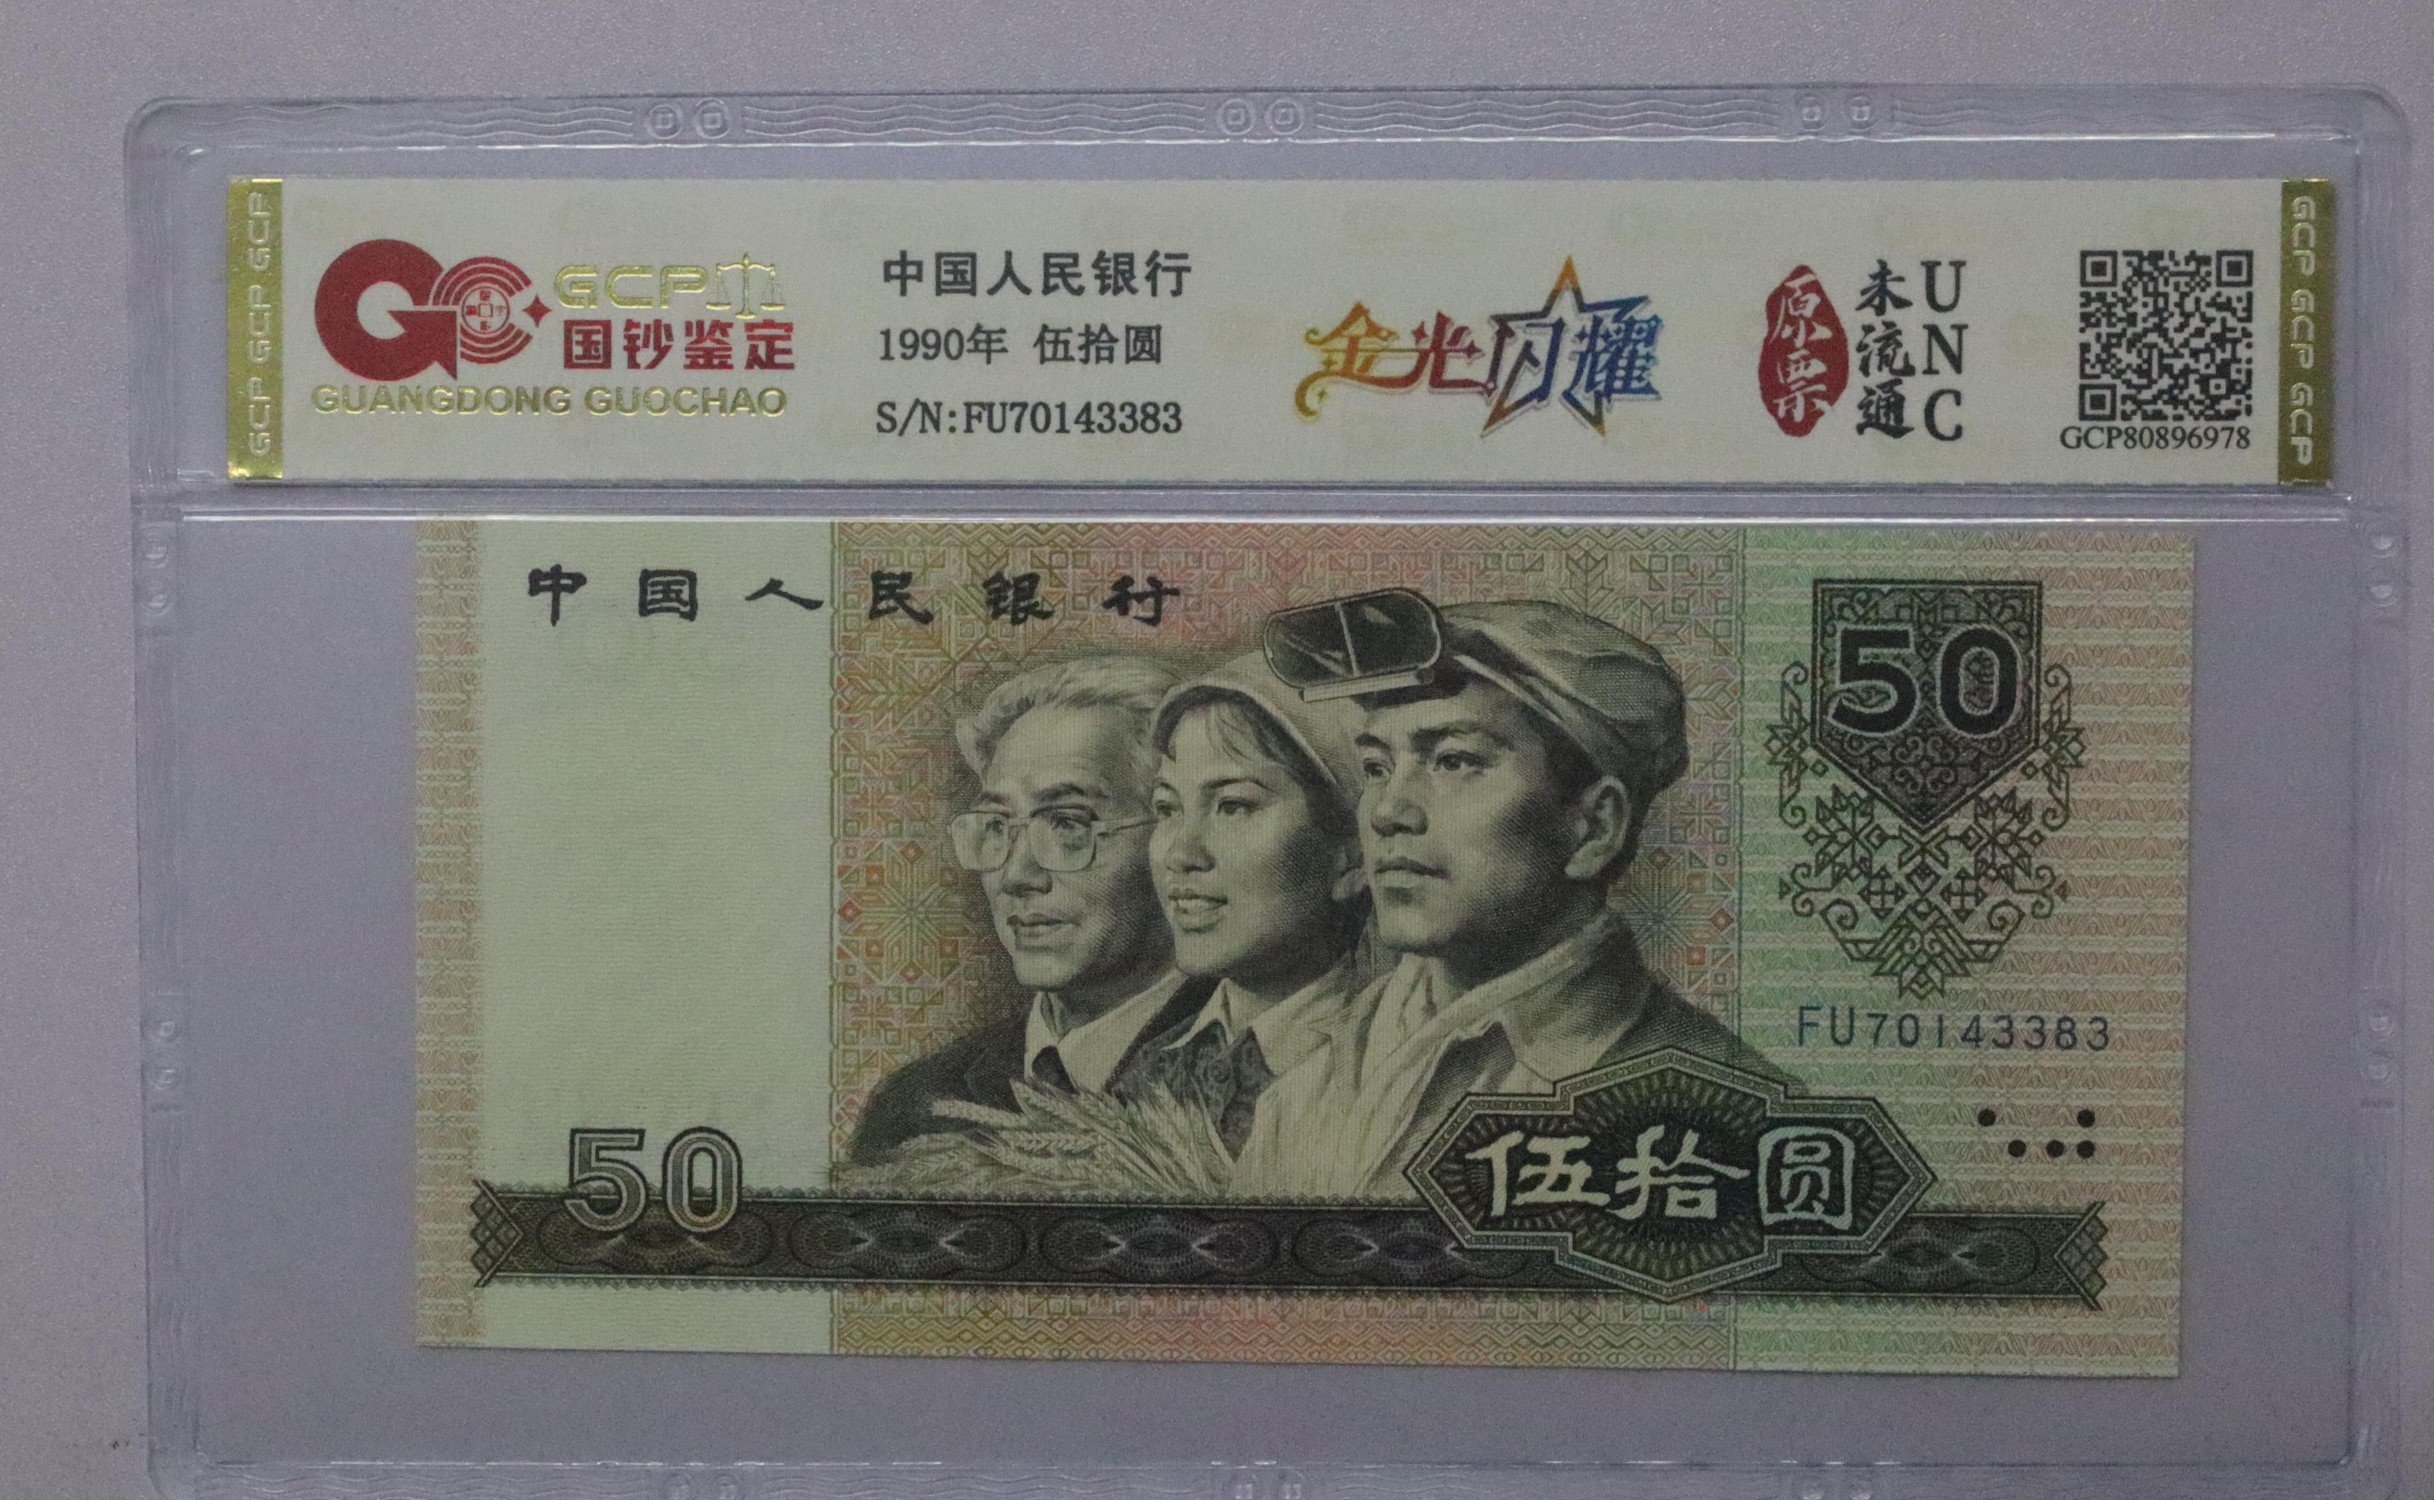 GCP GCP GCP
GCP
国钞鉴定
GUANGDONG GUOCHAO
中国人民银行
1990年 伍拾圆
S/N:FU70143383
金光闪耀
原票
未流通
UNC
GCP80896978
GCP GCP GCP
中国人民银行
50
FU70143383
50
伍拾圆